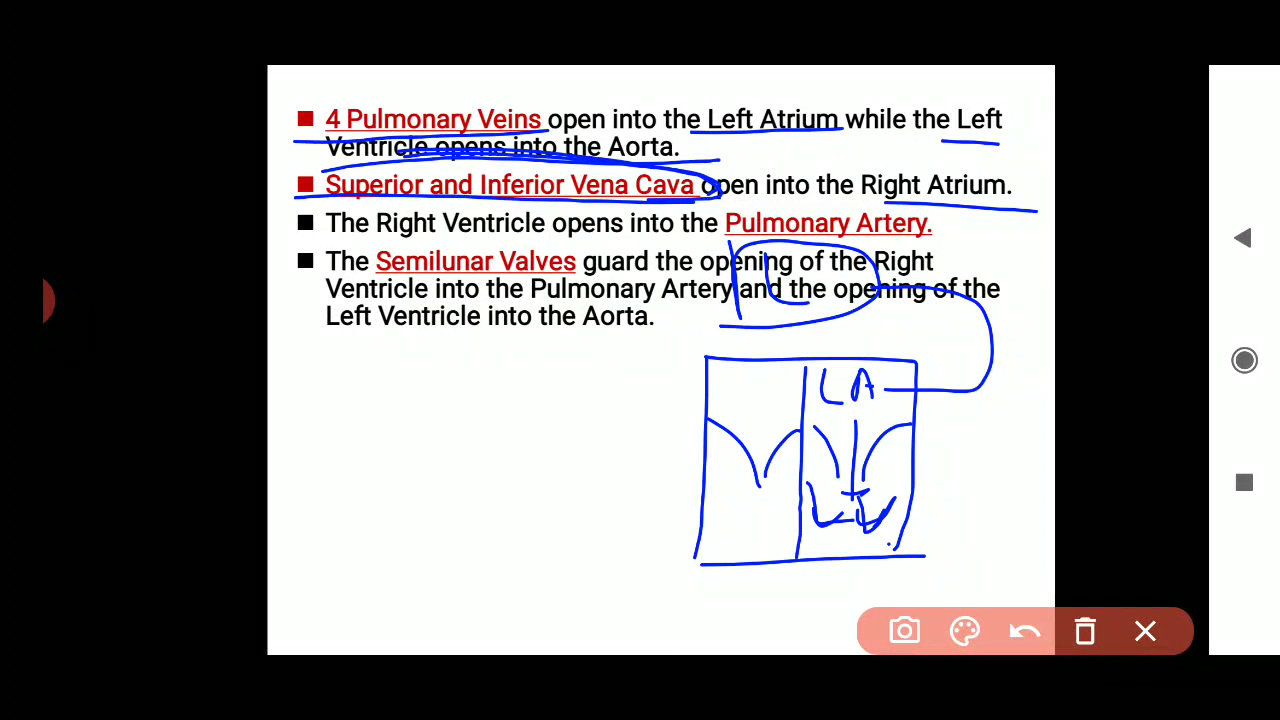 4 Pulmonary Veins open into the Left Atrium while the Left
Ventricle opens into the Aorta.
Superior and Inferior Vena Cava open into the Right Atrium.
The Right Ventricle opens into the Pulmonary Artery.
The Semilunar Valves guard the opening of the Right
Ventricle into the Pulmonary Artery and the opening of the
Left Ventricle into the Aorta.
L
LA
LV